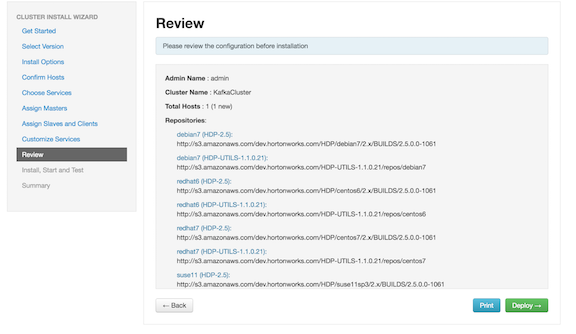 CLUSTER INSTALL WIZARD
Get Started
Select Version
Install Options
Confirm Hosts
Choose Services
Assign Masters
Assign Slaves and Clients
Customize Services
Review
Install, Start and Test
Summary
Review
Please review the configuration before installation
Admin Name : admin
Cluster Name : KafkaCluster
Total Hosts : 1 (1 new)
Repositories:
debian7 (HDP-2.5):
http://s3.amazonaws.com/dev.hortonworks.com/HDP/debian7/2.x/BUILDS/2.5.0.0-1061
debian7 (HDP-UTILS-1.1.0.21):
http://s3.amazonaws.com/dev.hortonworks.com/HDP-UTILS-1.1.0.21/repos/debian7
redhat6 (HDP-2.5):
http://s3.amazonaws.com/dev.hortonworks.com/HDP/centos6/2.x/BUILDS/2.5.0.0-1061
redhat6 (HDP-UTILS-1.1.0.21):
http://s3.amazonaws.com/dev.hortonworks.com/HDP-UTILS-1.1.0.21/repos/centos6
redhat7 (HDP-2.5):
http://s3.amazonaws.com/dev.hortonworks.com/HDP/centos7/2.x/BUILDS/2.5.0.0-1061
redhat7 (HDP-UTILS-1.1.0.21):
http://s3.amazonaws.com/dev.hortonworks.com/HDP-UTILS-1.1.0.21/repos/centos7
suse11 (HDP-2.5):
http://s3.amazonaws.com/dev.hortonworks.com/HDP/suse11sp3/2.x/BUILDS/2.5.0.0-1061
← Back
Print
Deploy →